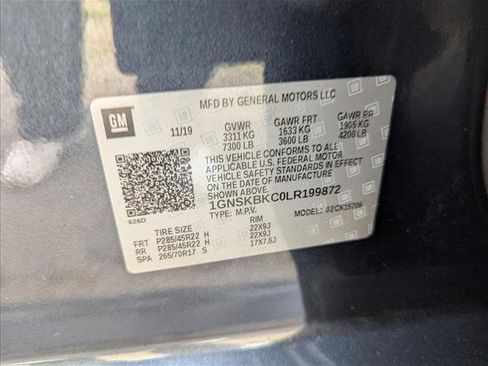 MFD BY GENERAL MOTORS LLC
GM
11/19 GVWR GAWR FRT GAWR RR
3311 KG 1633 KG 1905 KG
7300 LB 3600 LB 4200 LB
THIS VEHICLE CONFORMS TO ALL
APPLICABLE U.S. FEDERAL MOTOR
VEHICLE SAFETY STANDARDS IN EFFECT
ON THE DATE OF MANUFACTURE
SHOWN ABOVE.
1GNSKBKC0LR199872
626D TYPE: M.P.V. MODEL: 02CK15706
TIRE SIZE RIM
FRT P285/45R22 H 22X9J
RR P285/45R22 H 22X9J
SPA 265/70R17 S 17X7.5J